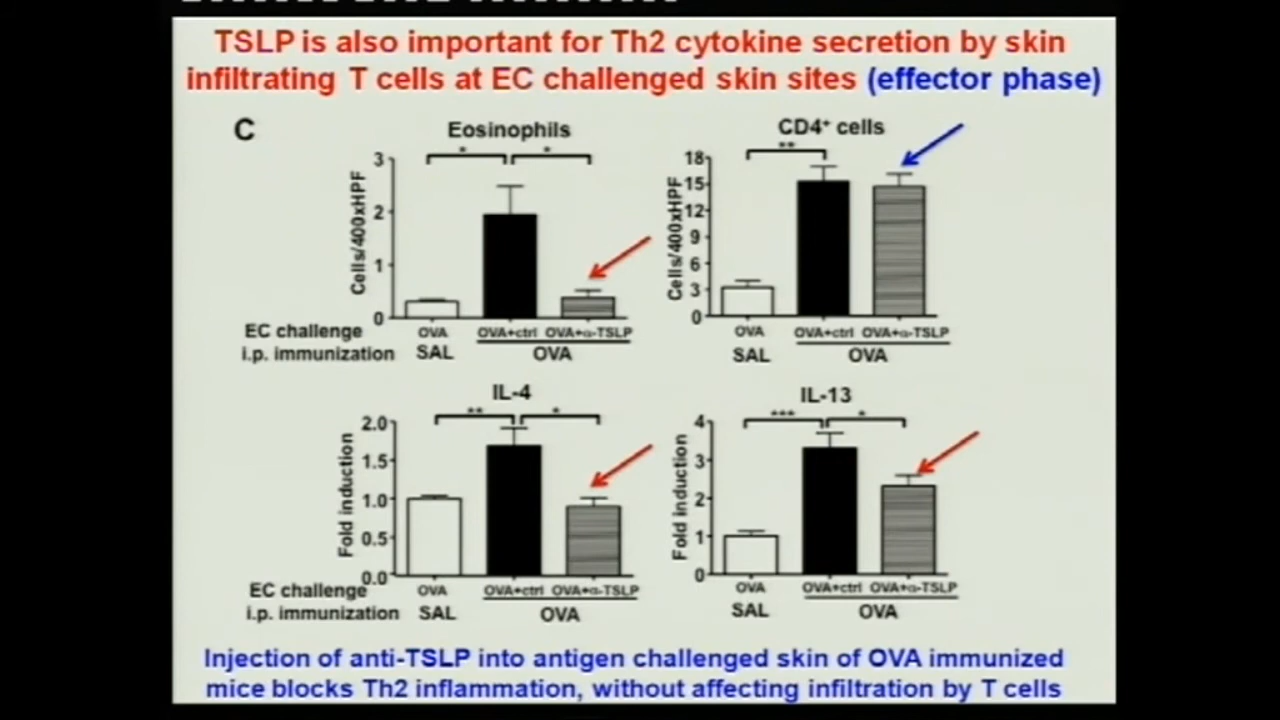 TSLP is also important for Th2 cytokine secretion by skin
infiltrating T cells at EC challenged skin sites (effector phase)
C
Eosinophils
* *
Cells/400xHPF
3
2
1
0
EC challenge OVA OVA+ctrl OVA+α-TSLP
i.p. immunization SAL OVA
CD4+ cells
**
Cells/400xHPF
18
15
12
9
6
3
0
OVA OVA+ctrl OVA+α-TSLP
SAL OVA
IL-4
** *
Fold induction
2.0
1.5
1.0
0.5
0.0
EC challenge OVA OVA+ctrl OVA+α-TSLP
i.p. immunization SAL OVA
IL-13
*** *
Fold induction
4
3
2
1
0
OVA OVA+ctrl OVA+α-TSLP
SAL OVA
Injection of anti-TSLP into antigen challenged skin of OVA immunized
mice blocks Th2 inflammation, without affecting infiltration by T cells